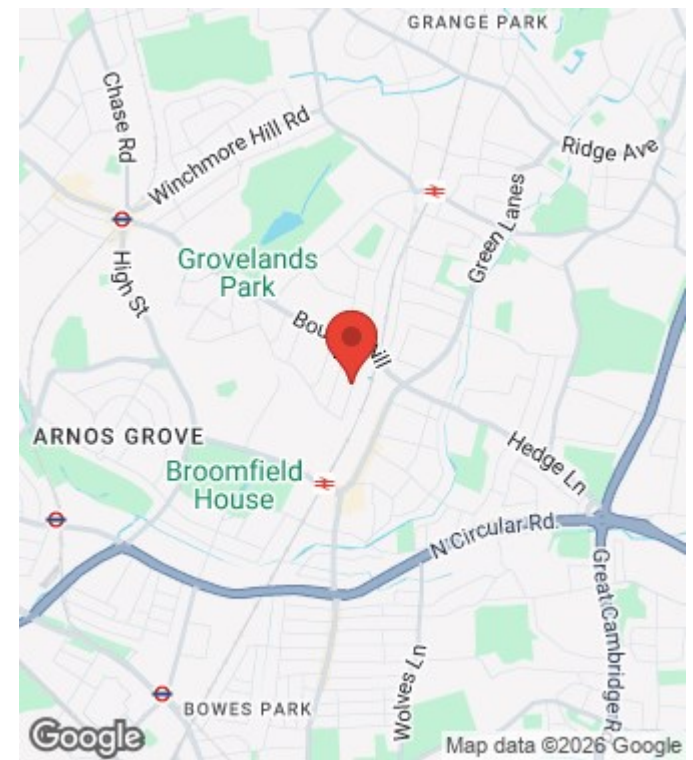 GRANGE PARK
Chase Rd
Winchmore Hill Rd
Ridge Ave
Green Lanes
Grovelands
Park
High St
ARNOS GROVE
Broomfield
House
Hedge Ln
N Circular Rd.
Great Cambridge R
Wolves Ln
BOWES PARK
Google
Map data ©2026 Google